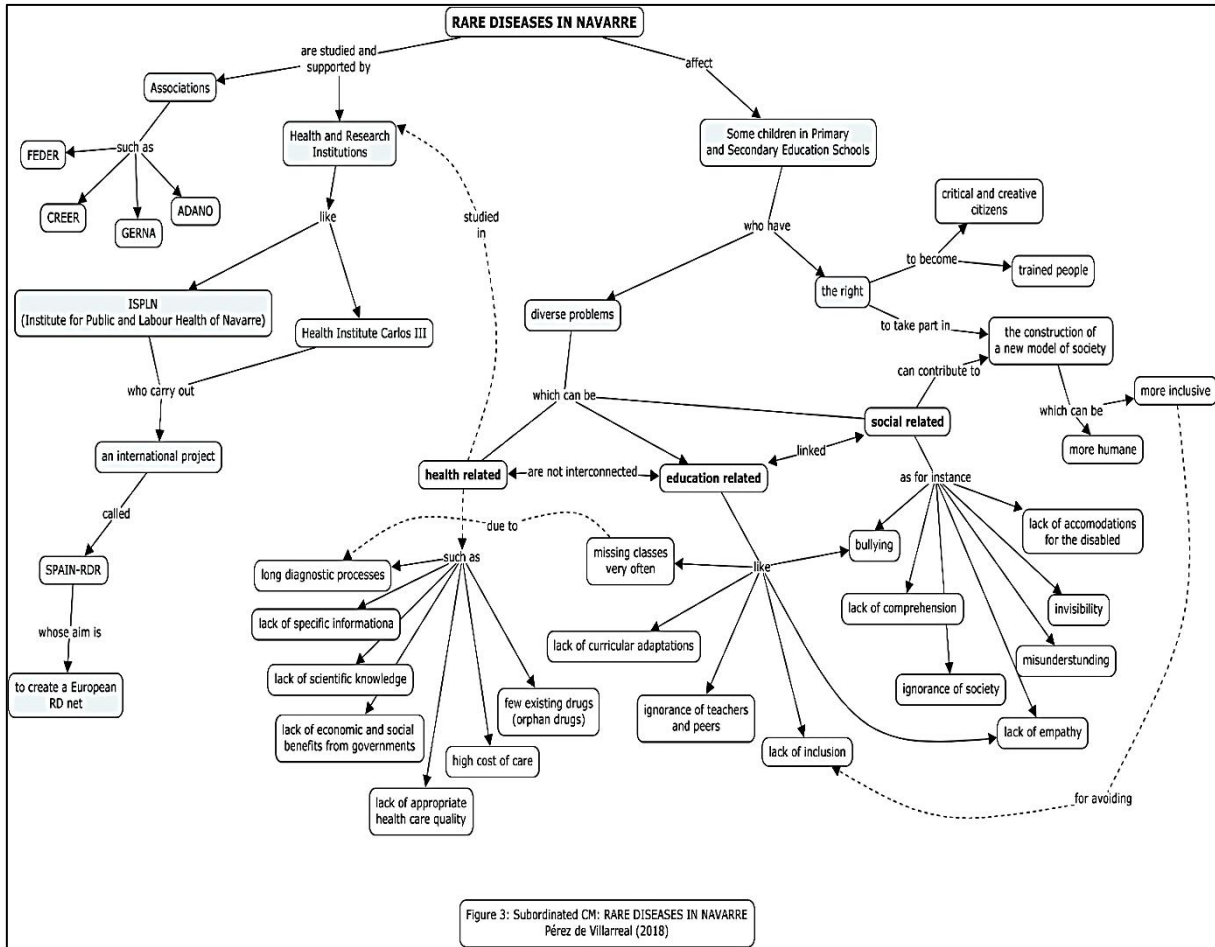 RARE DISEASES IN NAVARRE
are studied and
supported by
affect
Associations
such as
FEDER
CREER
GERNA
ADANO
Health and Research
Institutions
like
studied
in
ISPLN
(Institute for Public and Labour Health of Navarre)
Health Institute Carlos III
who carry out
an international project
called
SPAIN-RDR
whose aim is
to create a European
RD net
Some children in Primary
and Secondary Education Schools
who have
diverse problems
the right
to become
critical and creative
citizens
trained people
to take part in
the construction of
a new model of society
can contribute to
which can be
more inclusive
more humane
which can be
social related
linked
health related
are not interconnected
education related
due to
such as
long diagnostic processes
lack of specific informationa
lack of scientific knowledge
lack of economic and social
benefits from governments
lack of appropriate
health care quality
high cost of care
few existing drugs
(orphan drugs)
missing classes
very often
like
lack of curricular adaptations
ignorance of teachers
and peers
lack of inclusion
as for instance
bullying
lack of comprehension
ignorance of society
lack of empathy
misunderstunding
invisibility
lack of accomodations
for the disabled
for avoiding
Figure 3: Subordinated CM: RARE DISEASES IN NAVARRE
Pérez de Villarreal (2018)